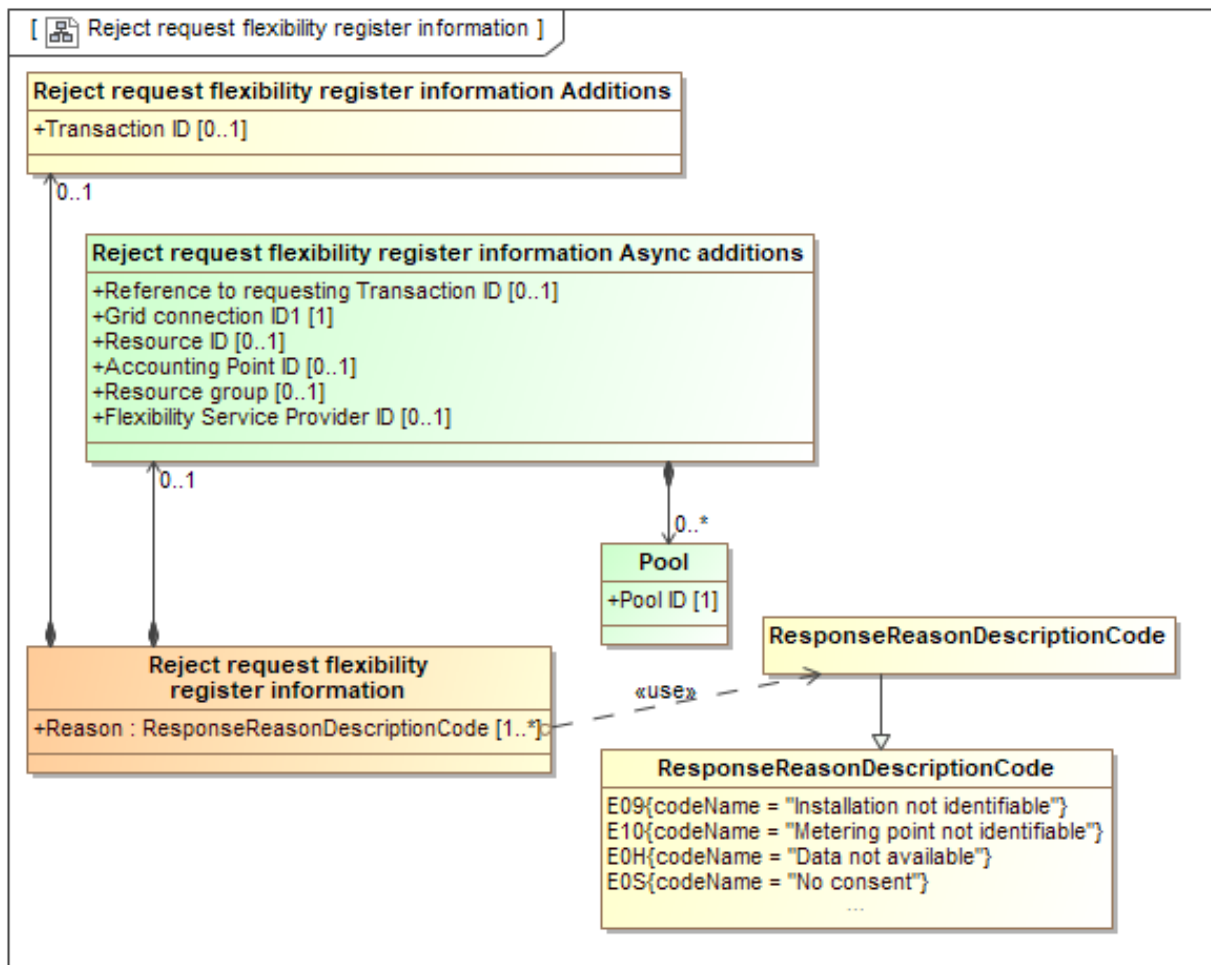 [ Reject request flexibility register information ]
Reject request flexibility register information Additions
+Transaction ID [0..1]
0..1
Reject request flexibility register information Async additions
+Reference to requesting Transaction ID [0..1]
+Grid connection ID1 [1]
+Resource ID [0..1]
+Accounting Point ID [0..1]
+Resource group [0..1]
+Flexibility Service Provider ID [0..1]
0..1
0..*
Pool
+Pool ID [1]
ResponseReasonDescriptionCode
Reject request flexibility
register information
«use»
+Reason : ResponseReasonDescriptionCode [1..*]
ResponseReasonDescriptionCode
E09{codeName = "Installation not identifiable"}
E10{codeName = "Metering point not identifiable"}
E0H{codeName = "Data not available"}
E0S{codeName = "No consent"}
...